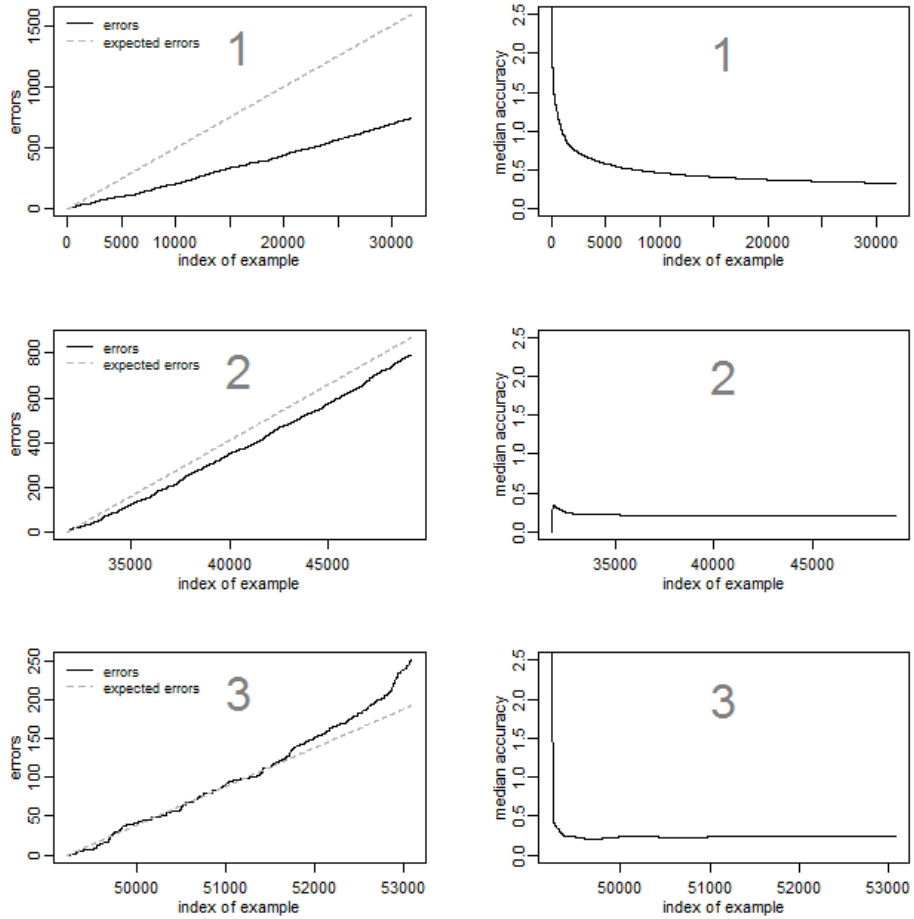 1500
1000
500
0
errors
errors
expected errors
1
0 5000 10000 20000 30000
index of example
2.5
2.0
1.5
1.0
0.5
0.0
median accuracy
1
0 5000 10000 20000 30000
index of example
800
600
400
200
0
errors
errors
expected errors
2
35000 40000 45000
index of example
2.5
2.0
1.5
1.0
0.5
0.0
median accuracy
2
35000 40000 45000
index of example
250
200
150
100
50
0
errors
errors
expected errors
3
50000 51000 52000 53000
index of example
2.5
2.0
1.5
1.0
0.5
0.0
median accuracy
3
50000 51000 52000 53000
index of example